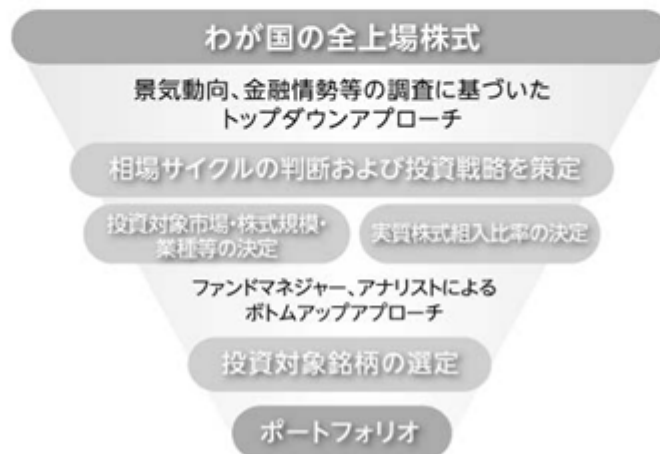 わが国の全上場株式
景気動向、金融情勢等の調査に基づいた
トップダウンアプローチ
相場サイクルの判断および投資戦略を策定
投資対象市場・株式規模・
業種等の決定
実質株式組入比率の決定
ファンドマネジャー、アナリストによる
ボトムアップアプローチ
投資対象銘柄の選定
ポートフォリオ